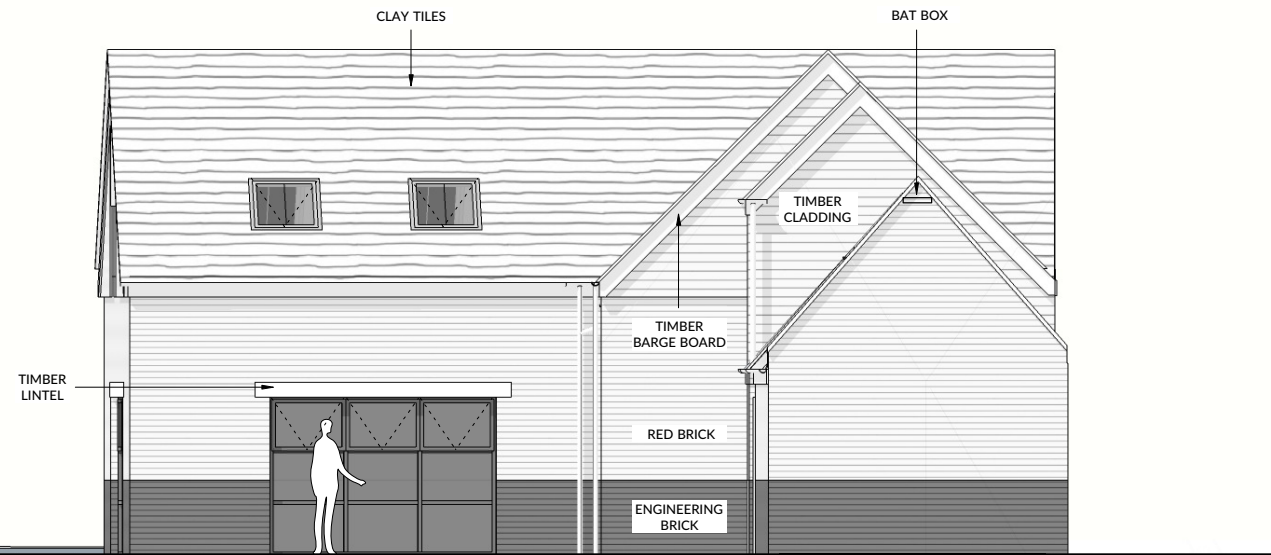 CLAY TILES
BAT BOX
TIMBER
CLADDING
TIMBER
BARGE BOARD
TIMBER
LINTEL
RED BRICK
ENGINEERING
BRICK